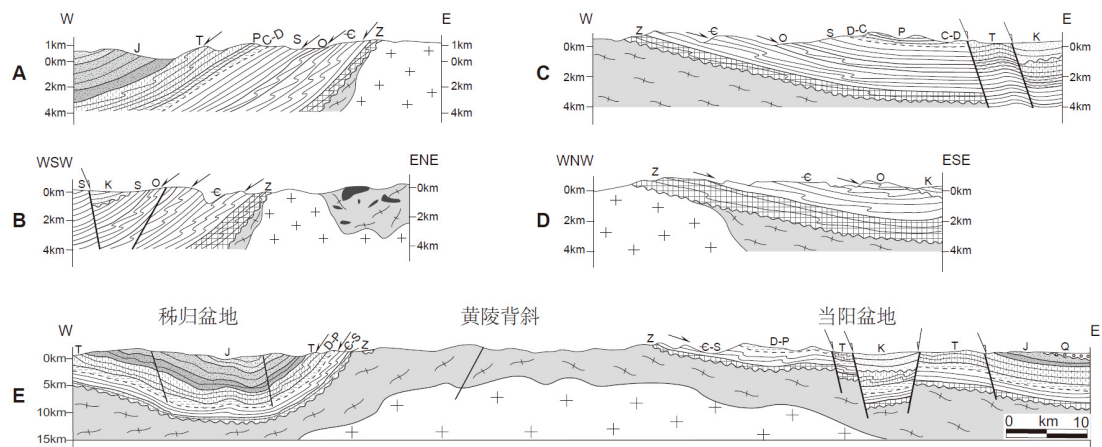 W E
J T P C-D S O Є Z
1km 0km 2km 4km
1km 0km 2km 4km
A
W E
Z Є O S D-C P C-D T K
0km 2km 4km
0km 2km 4km
C
WSW ENE
S K S O Є Z
0km 2km 4km
0km 2km 4km
B
WNW ESE
Z Є O K
0km 2km 4km
0km 2km 4km
D
秭归盆地 黄陵背斜 当阳盆地
W E
T J T D-P Є-S Z Z Є-S D-P T K T J Q
0km
5km
10km
15km
E
0 km 10